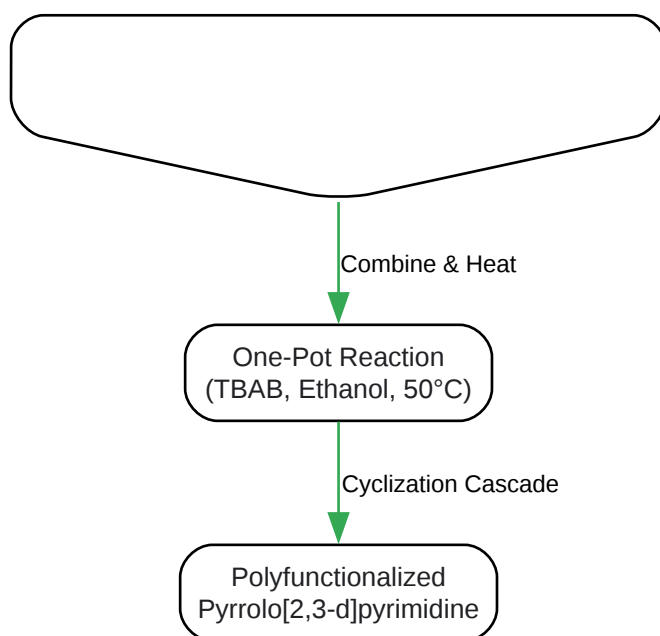 Combine & Heat
One-Pot Reaction
(TBAB, Ethanol, 50°C)
Cyclization Cascade
Polyfunctionalized
Pyrrolo[2,3-d]pyrimidine